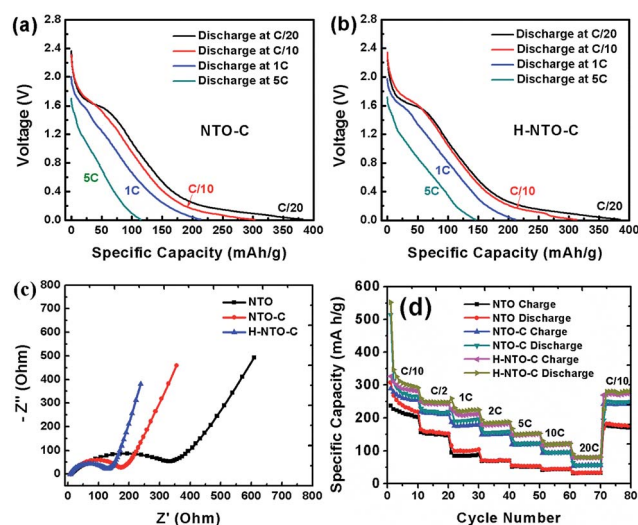 (a)
Discharge at C/20
Discharge at C/10
Discharge at 1C
Discharge at 5C
NTO-C
5C
1C
C/10
C/20
2.8
2.4
2.0
1.6
1.2
0.8
0.4
0.0
Voltage (V)
0 50 100 150 200 250 300 350 400
Specific Capacity (mAh/g)
(b)
Discharge at C/20
Discharge at C/10
Discharge at 1C
Discharge at 5C
H-NTO-C
5C
1C
C/10
C/20
2.8
2.4
2.0
1.6
1.2
0.8
0.4
0.0
Voltage (V)
0 50 100 150 200 250 300 350 400
Specific Capacity (mAh/g)
(c)
NTO
NTO-C
H-NTO-C
800
700
600
500
400
300
200
100
0
- Z'' (Ohm)
0 100 200 300 400 500 600 700 800
Z' (Ohm)
(d)
NTO Charge
NTO Discharge
NTO-C Charge
NTO-C Discharge
H-NTO-C Charge
H-NTO-C Discharge
C/10
C/2
1C
2C
5C
10C
20C
C/10
600
500
400
300
200
100
0
Specific Capacity (mA h/g)
0 10 20 30 40 50 60 70 80
Cycle Number